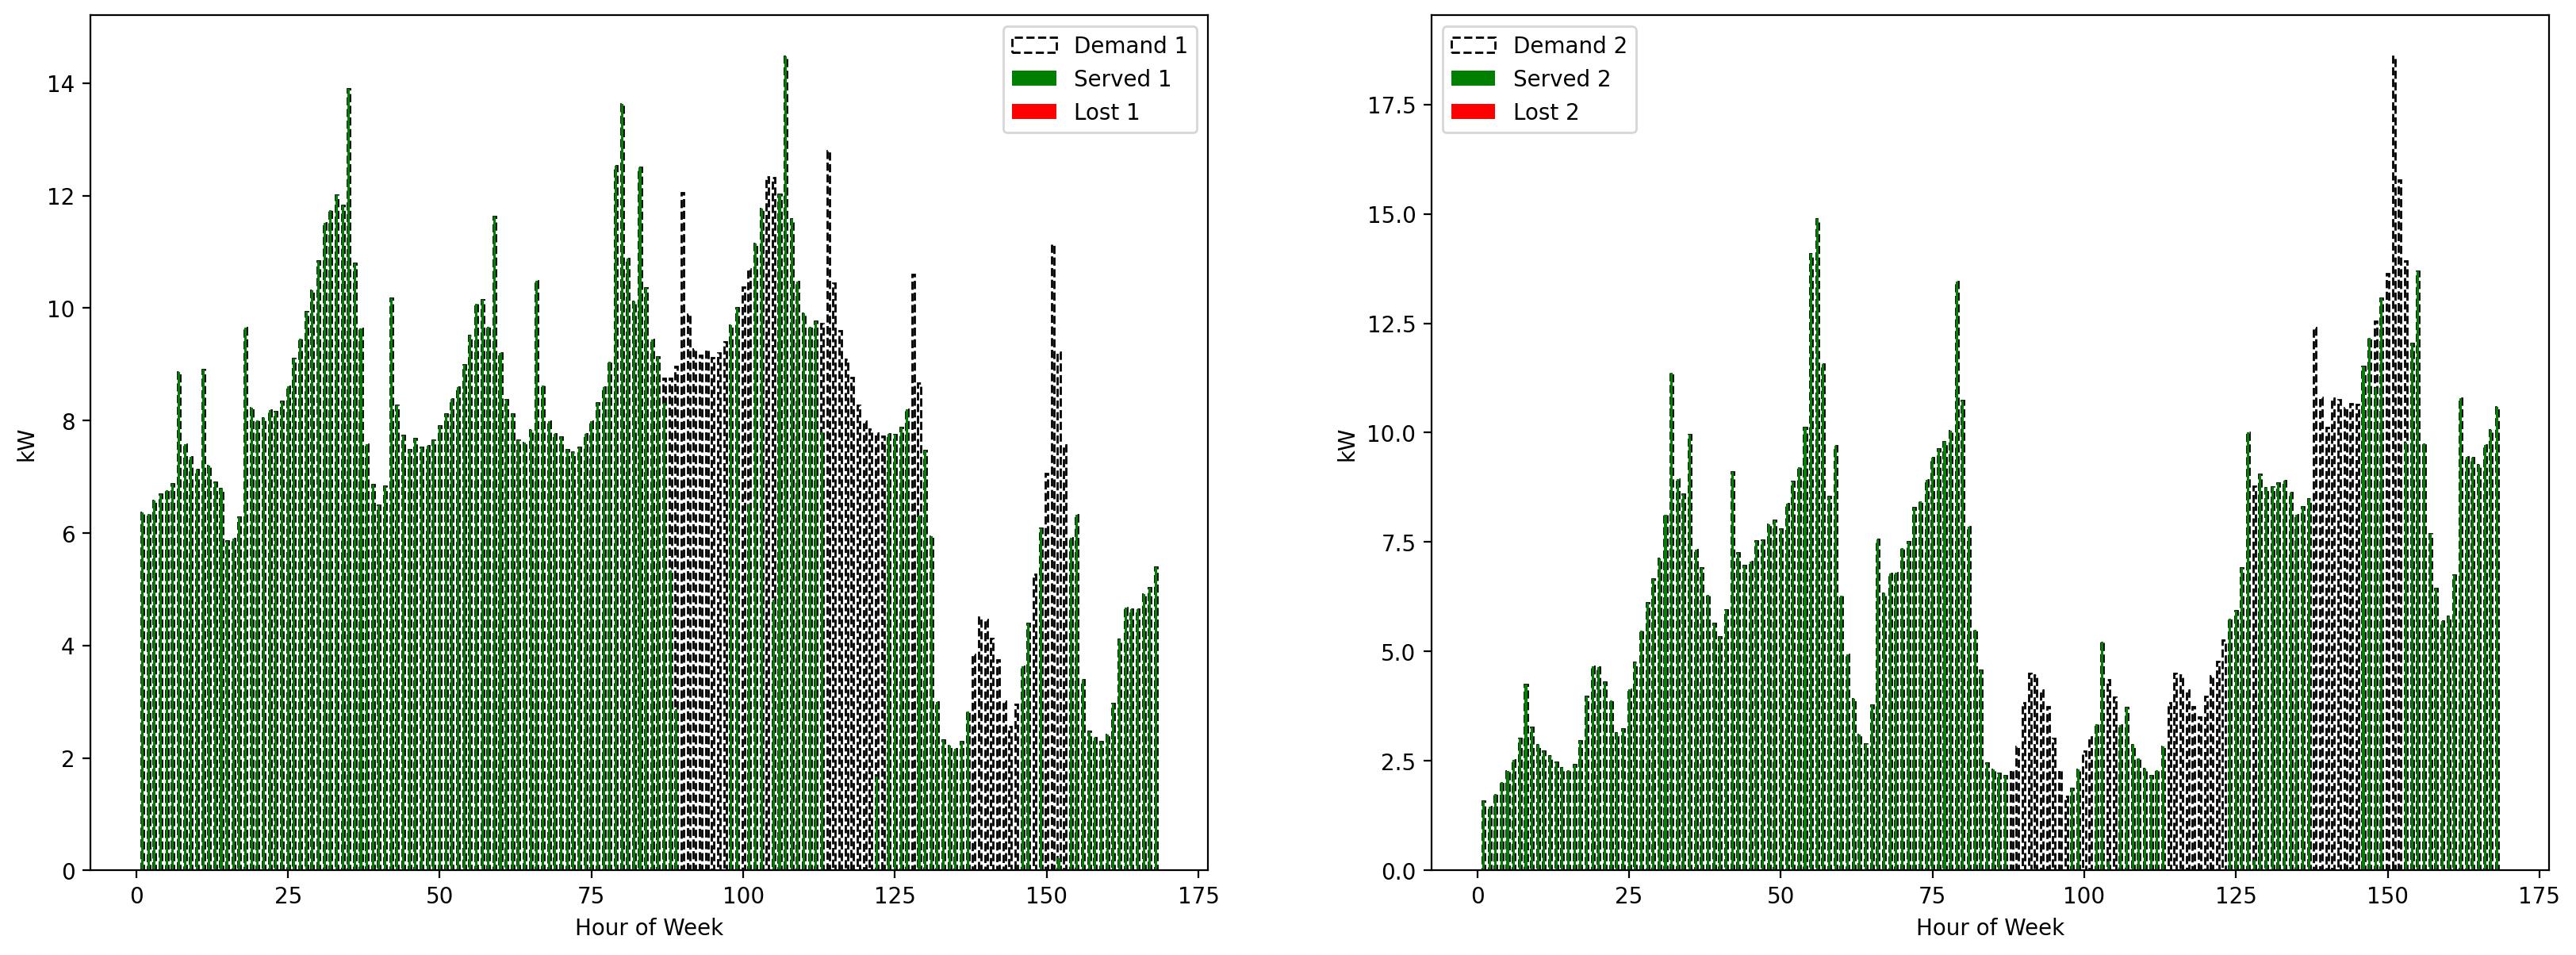 Demand 1
Served 1
Lost 1
14
12
10
8
6
4
2
0
kW
0 25 50 75 100 125 150 175
Hour of Week
Demand 2
Served 2
Lost 2
17.5
15.0
12.5
10.0
7.5
5.0
2.5
0.0
kW
0 25 50 75 100 125 150 175
Hour of Week